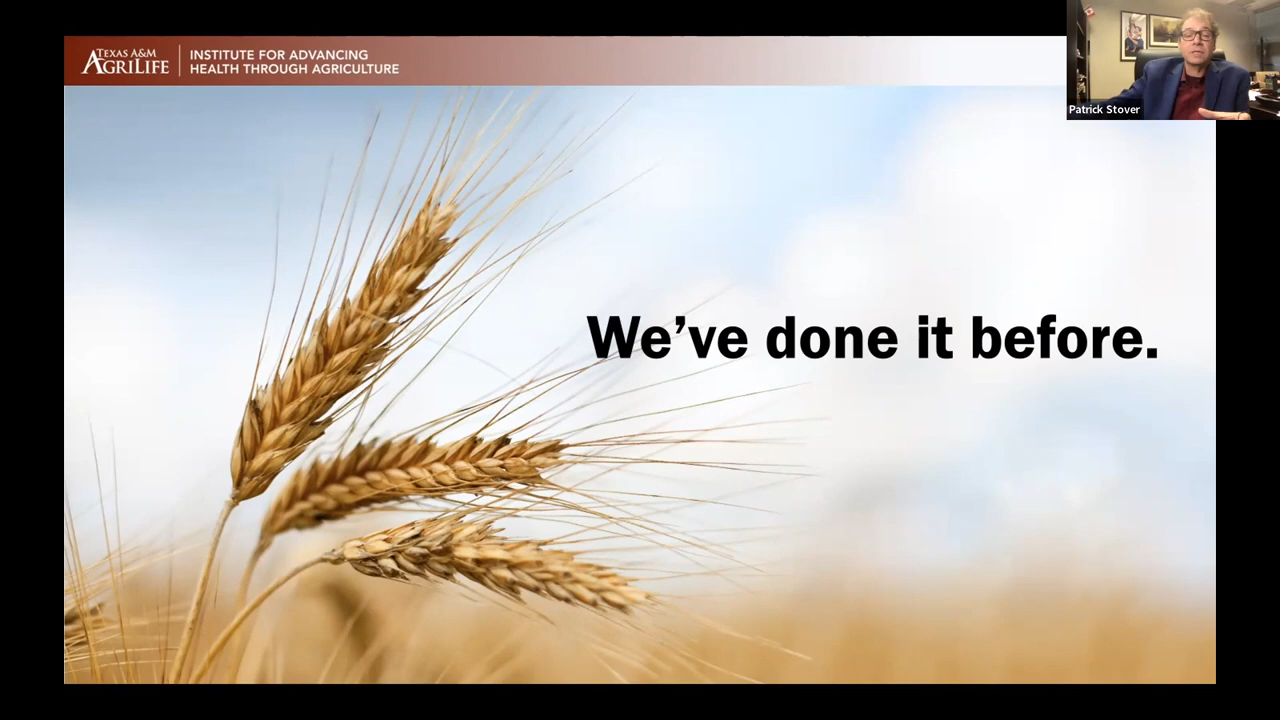 TEXAS A&M
AGRILIFE
INSTITUTE FOR ADVANCING
HEALTH THROUGH AGRICULTURE
Patrick Stover
We’ve done it before.